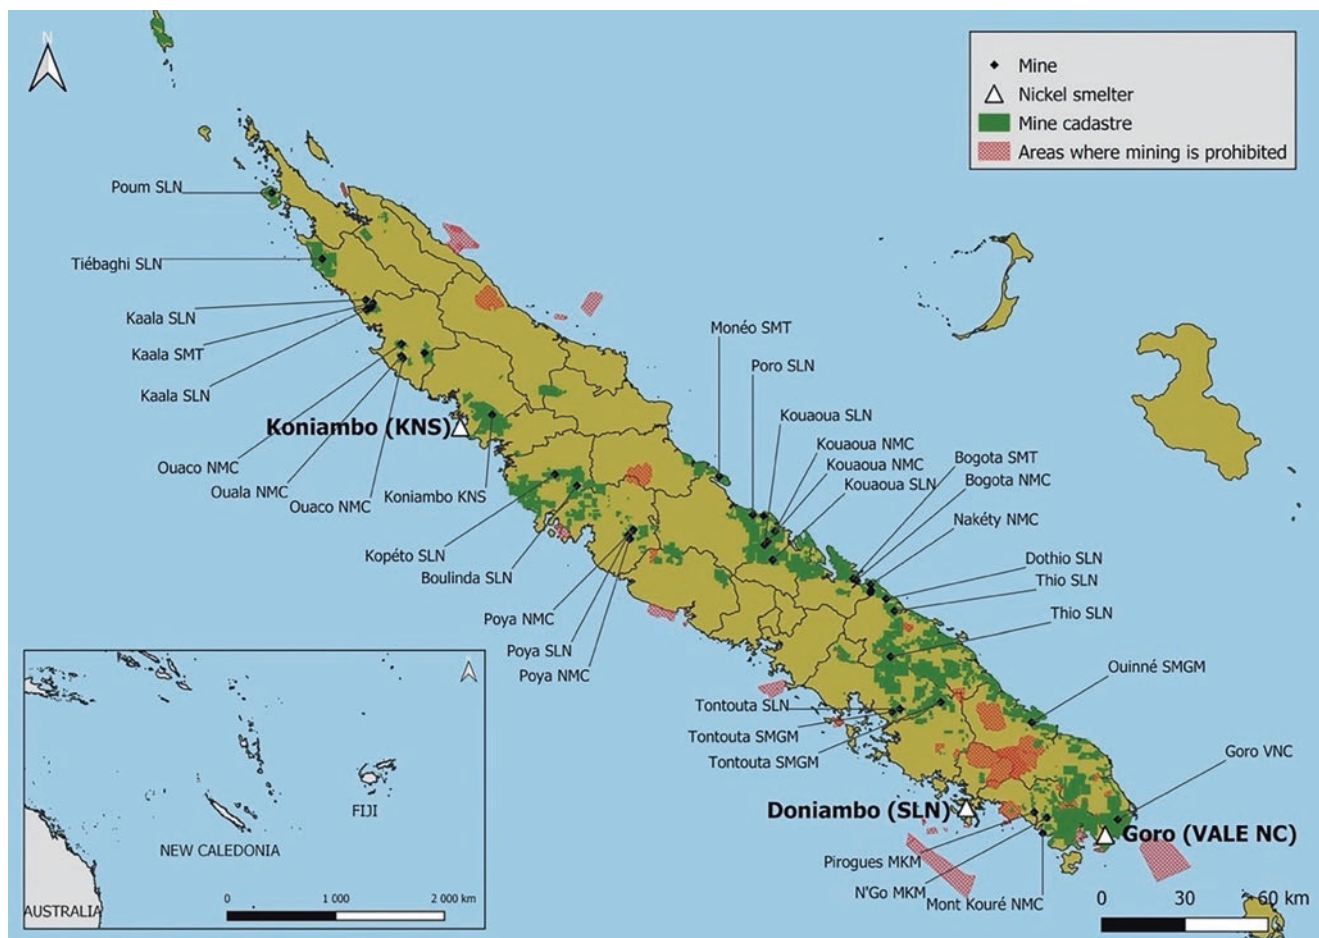 N
Mine
Nickel smelter
Mine cadastre
Areas where mining is prohibited
Poum SLN
Tiébaghi SLN
Kaala SLN
Kaala SMT
Kaala SLN
Koniambo (KNS)
Ouaco NMC
Ouala NMC
Ouaco NMC
Koniambo KNS
Kopéto SLN
Boulinda SLN
Poya NMC
Poya SLN
Poya NMC
Monéo SMT
Poro SLN
Kouaoua SLN
Kouaoua NMC
Kouaoua NMC
Kouaoua SLN
Bogota SMT
Bogota NMC
Nakéty NMC
Dothio SLN
Thio SLN
Thio SLN
Ouinné SMGM
Tontouta SLN
Tontouta SMGM
Tontouta SMGM
Goro VNC
Doniambo (SLN)
Goro (VALE NC)
Pirogues MKM
N'Go MKM
Mont Kouré NMC
0 30 60 km
FIJI
NEW CALEDONIA
AUSTRALIA
0 1 000 2 000 km